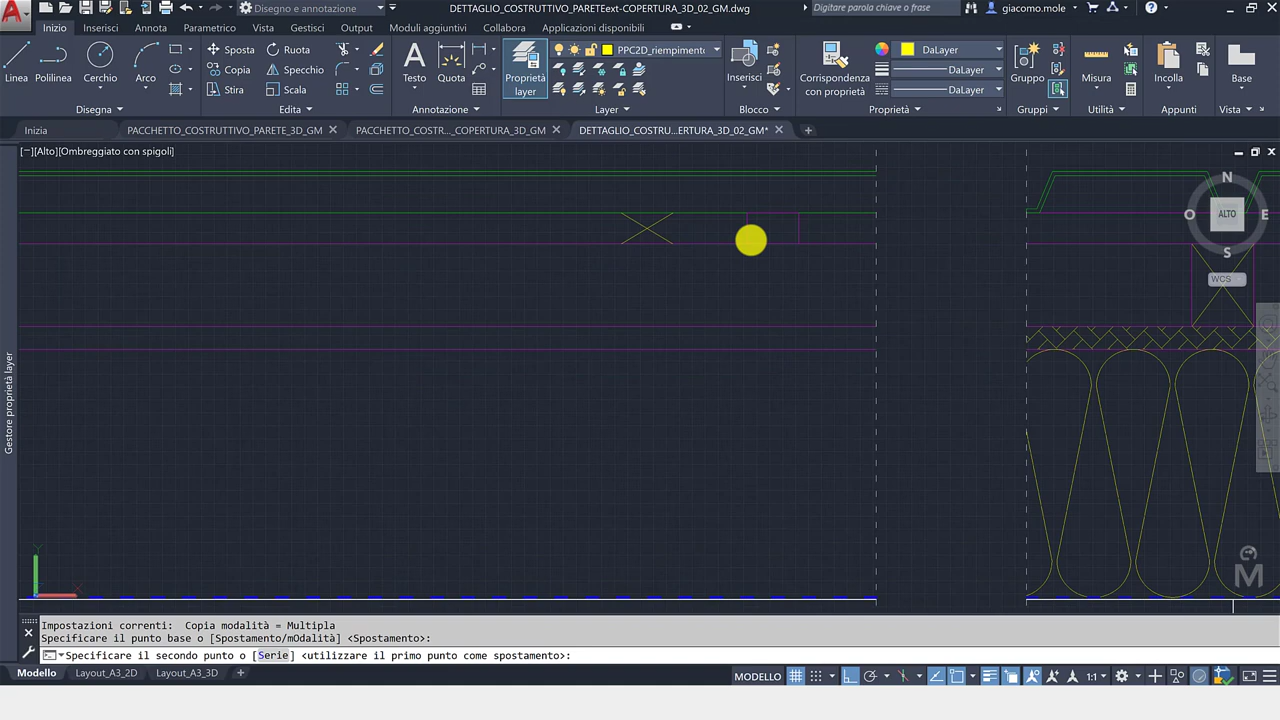 DETTAGLIO_COSTRUTTIVO_PARETEext-COPERTURA_3D_02_GM.dwg
Disegno e annotazione
Digitare parola chiave o frase
giacomo.mole
Inizio Inserisci Annota Parametrico Vista Gestisci Output Moduli aggiuntivi Collabora Applicazioni disponibili
Linea Polilinea Cerchio Arco
Sposta Ruota
Copia Specchio
Stira Scala
Testo Quota
Proprietà layer
PPC2D_riempimento
Inserisci
Corrispondenza con proprietà
DaLayer
DaLayer
DaLayer
Gruppo Misura Incolla Base
Disegna Edita Annotazione Layer Blocco Proprietà Gruppi Utilità Appunti Vista
Inizia PACCHETTO_COSTRUTTIVO_PARETE_3D_GM PACCHETTO_COSTR..._COPERTURA_3D_GM DETTAGLIO_COSTRU...ERTURA_3D_02_GM*
[−][Alto][Ombreggiato con spigoli]
N
O ALTO E
S
WCS
Gestore proprietà layer
Y
X
M
Impostazioni correnti: Copia modalità = Multipla
Specificare il punto base o [Spostamento/mOdalità] <Spostamento>:
Specificare il secondo punto o [Serie] <utilizzare il primo punto come spostamento>:
Modello Layout_A3_2D Layout_A3_3D
MODELLO 1:1